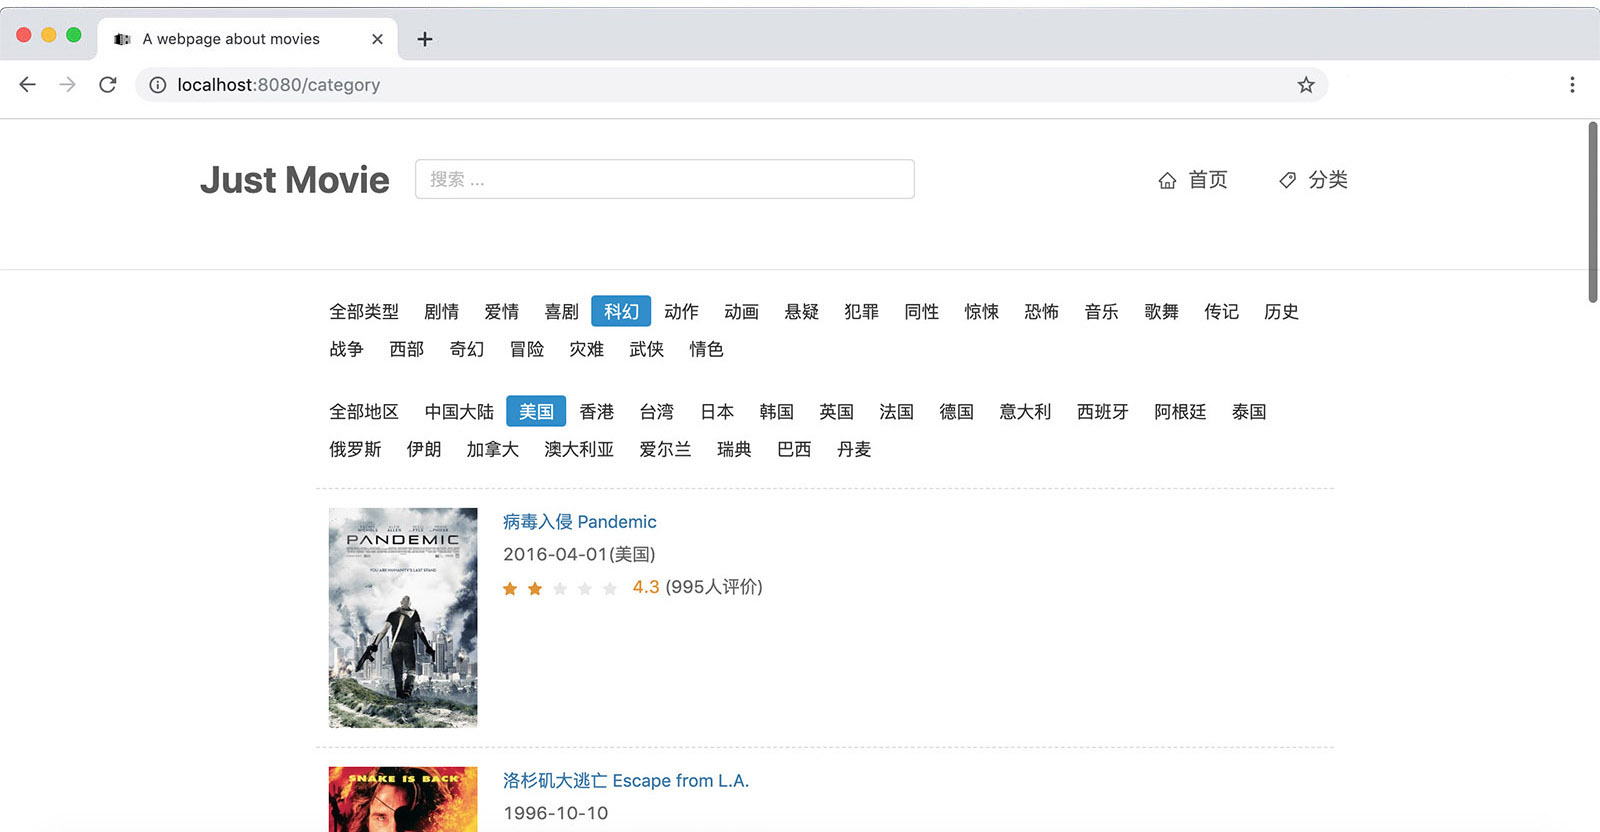 A webpage about movies
localhost:8080/category
Just Movie
搜索 ...
首页
分类
全部类型 剧情 爱情 喜剧 科幻 动作 动画 悬疑 犯罪 同性 惊悚 恐怖 音乐 歌舞 传记 历史
战争 西部 奇幻 冒险 灾难 武侠 情色
全部地区 中国大陆 美国 香港 台湾 日本 韩国 英国 法国 德国 意大利 西班牙 阿根廷 泰国
俄罗斯 伊朗 加拿大 澳大利亚 爱尔兰 瑞典 巴西 丹麦
PANDEMIC
YOU ARE HUMANITY'S LAST STAND
病毒入侵 Pandemic
2016-04-01(美国)
4.3 (995人评价)
SNAKE IS BACK
洛杉矶大逃亡 Escape from L.A.
1996-10-10